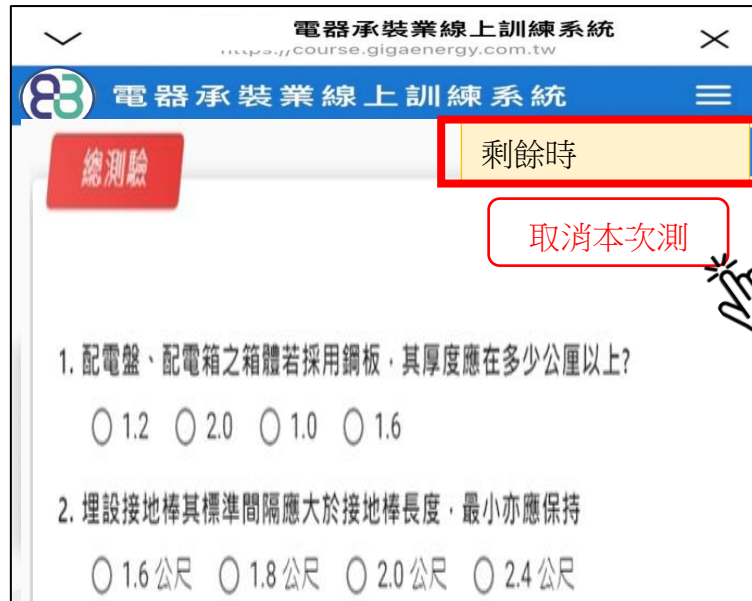 電器承裝業線上訓練系統
https://course.gigaenergy.com.tw
電器承裝業線上訓練系統
剩餘時
總測驗
取消本次測
1. 配電盤、配電箱之箱體若採用鋼板，其厚度應在多少公厘以上?
1.2 2.0 1.0 1.6
2. 埋設接地棒其標準間隔應大於接地棒長度，最小亦應保持
1.6 公尺 1.8 公尺 2.0 公尺 2.4 公尺